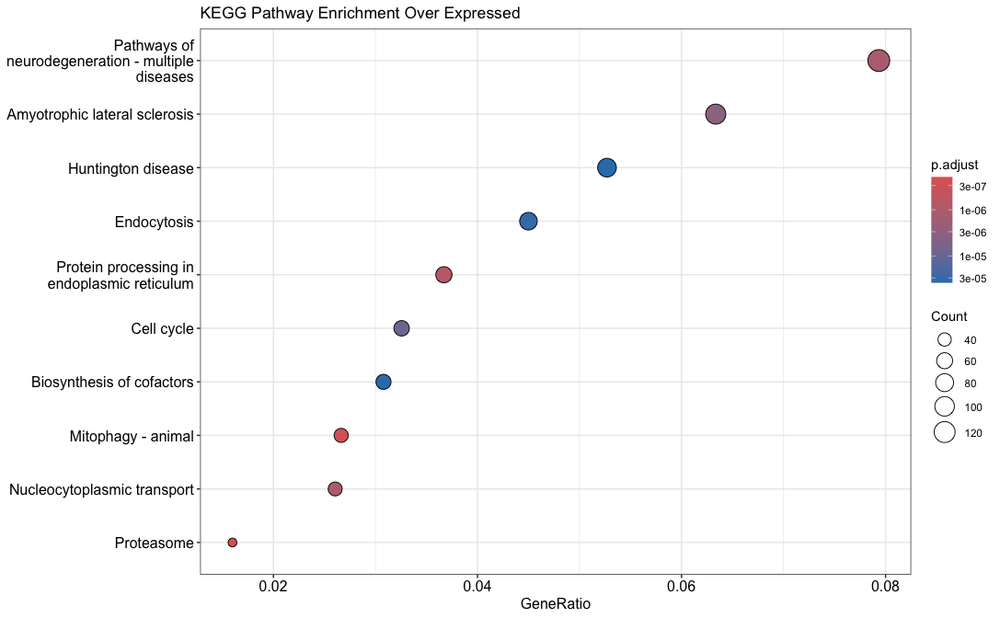 KEGG Pathway Enrichment Over Expressed
Pathways of
neurodegeneration - multiple
diseases
Amyotrophic lateral sclerosis
Huntington disease
Endocytosis
Protein processing in
endoplasmic reticulum
Cell cycle
Biosynthesis of cofactors
Mitophagy - animal
Nucleocytoplasmic transport
Proteasome
0.02 0.04 0.06 0.08
GeneRatio
p.adjust
3e-07
1e-06
3e-06
1e-05
3e-05
Count
40
60
80
100
120